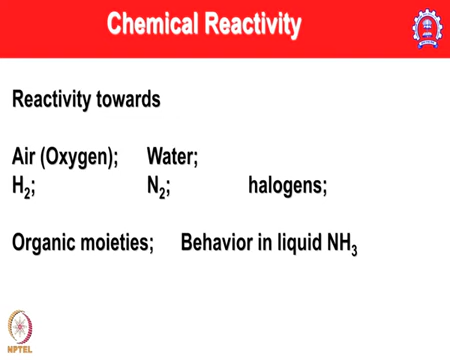 Chemical Reactivity
Reactivity towards
Air (Oxygen); Water;
H₂; N₂; halogens;
Organic moieties; Behavior in liquid NH₃
NPTEL